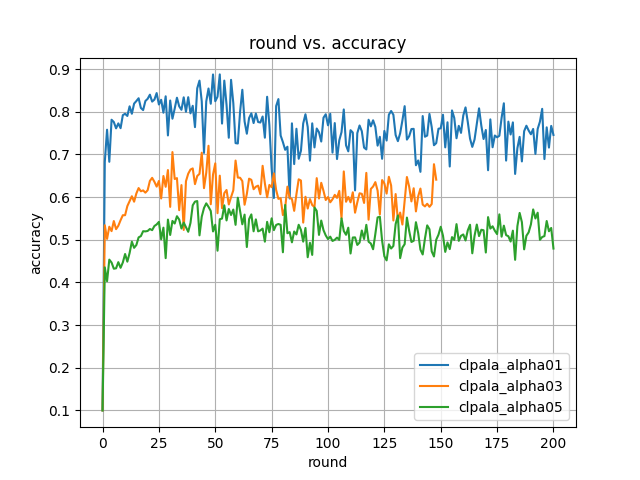 round vs. accuracy
0.9
0.8
0.7
0.6
0.5
0.4
0.3
0.2
0.1
accuracy
0 25 50 75 100 125 150 175 200
round
clpala_alpha01
clpala_alpha03
clpala_alpha05